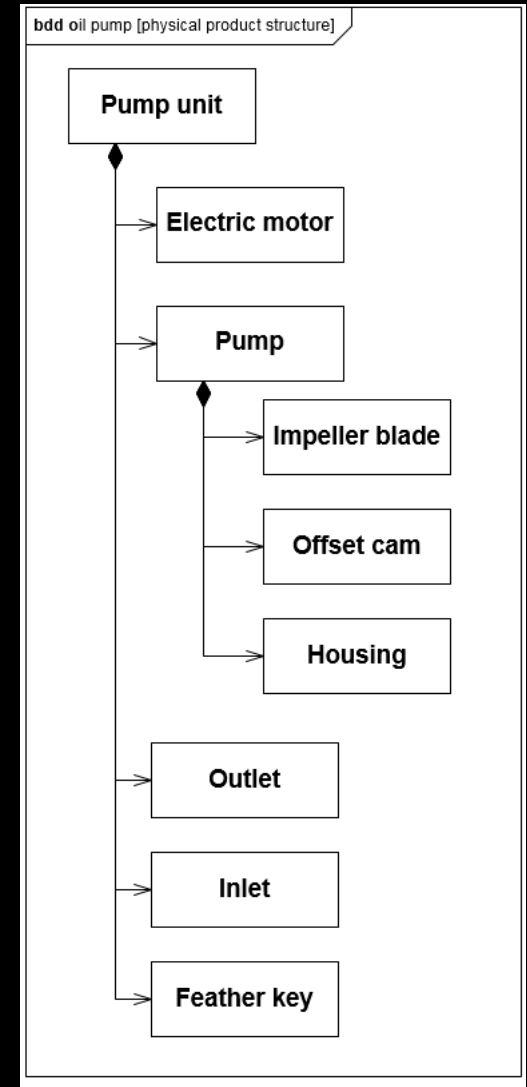 bdd oil pump [physical product structure]
Pump unit
Electric motor
Pump
Impeller blade
Offset cam
Housing
Outlet
Inlet
Feather key